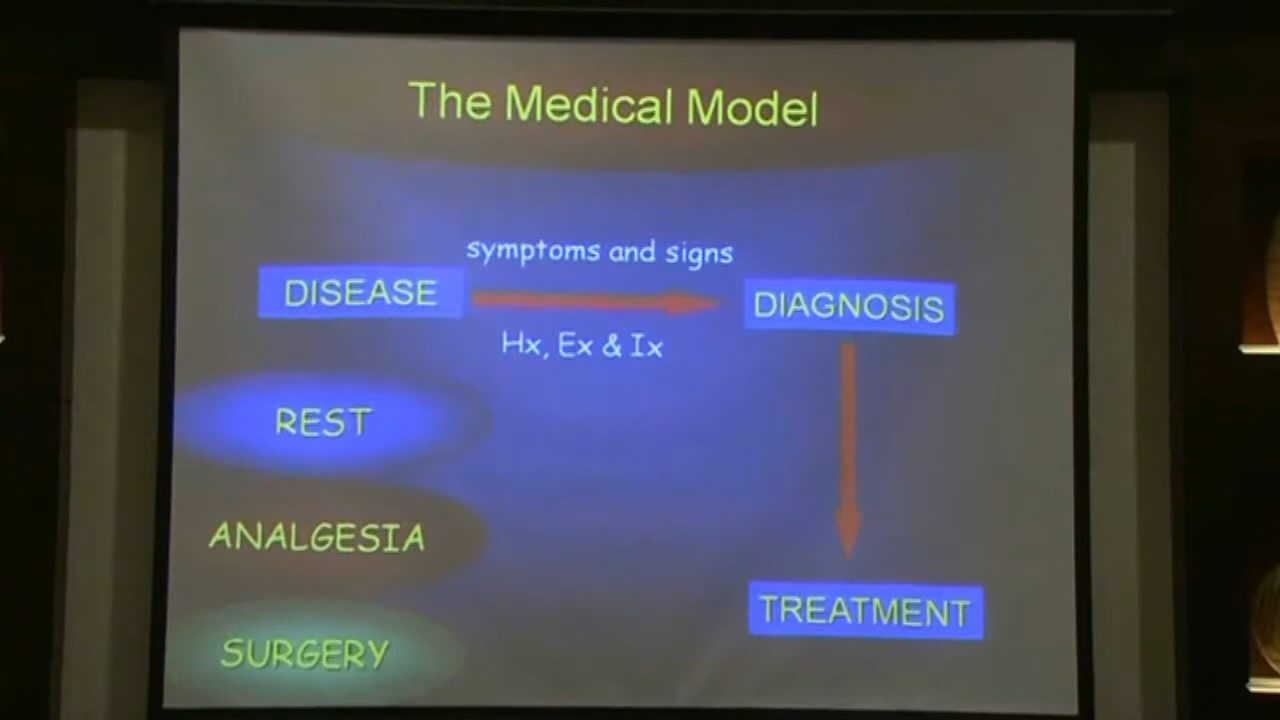 The Medical Model
symptoms and signs
DISEASE
DIAGNOSIS
Hx, Ex & Ix
REST
ANALGESIA
SURGERY
TREATMENT